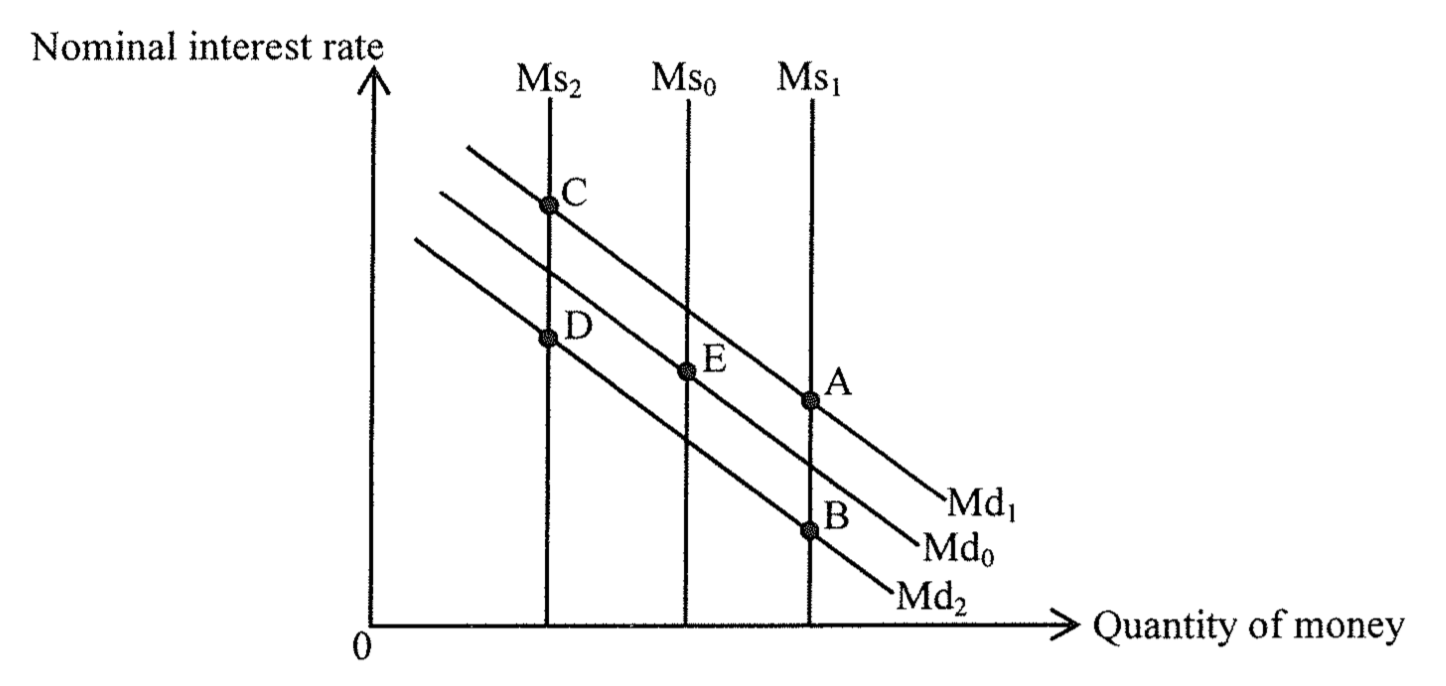 Nominal interest rate
Ms₂ Ms₀ Ms₁
C
D
E
A
B
Md₁
Md₀
Md₂
0
Quantity of money